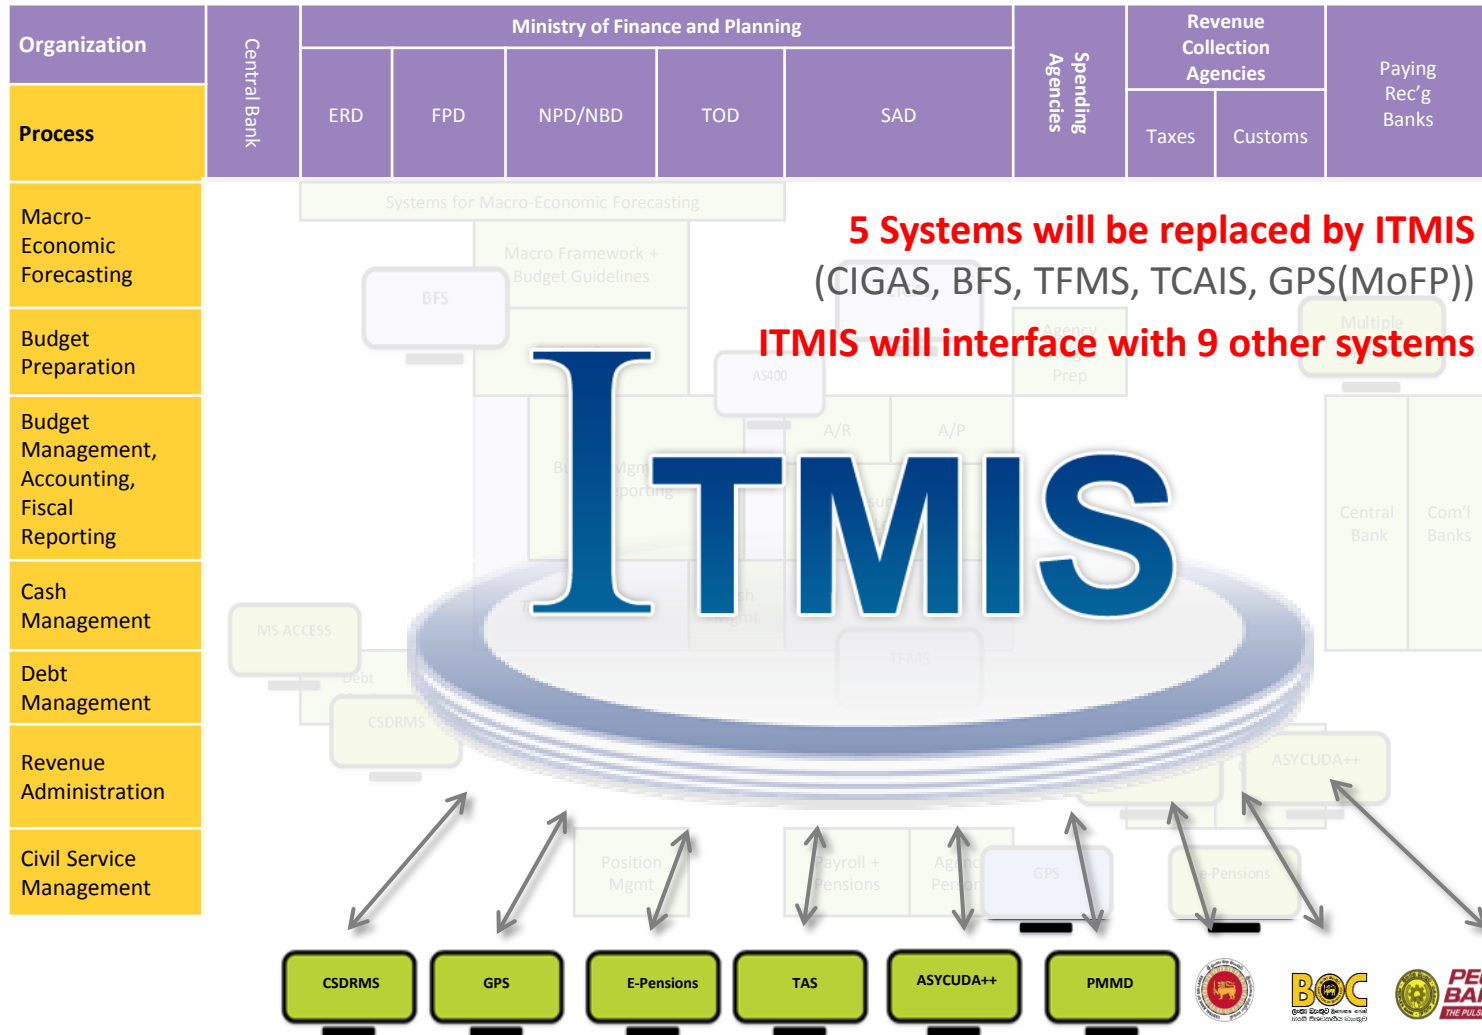 Organization
Central Bank
Ministry of Finance and Planning
ERD
FPD
NPD/NBD
TOD
SAD
Spending
Agencies
Revenue
Collection
Agencies
Taxes
Customs
Paying
Rec'g
Banks
Process
Macro-
Economic
Forecasting
Budget
Preparation
Budget
Management,
Accounting,
Fiscal
Reporting
Cash
Management
Debt
Management
Revenue
Administration
Civil Service
Management
Systems for Macro-Economic Forecasting
Macro Framework +
Budget Guidelines
BFS
5 Systems will be replaced by ITMIS
(CIGAS, BFS, TFMS, TCAIS, GPS(MoFP))
ITMIS will interface with 9 other systems
Multiple
Agency
Prep
AS400
A/R
A/P
ITMIS
Central
Bank
Com'l
Banks
MS ACCESS
Mgmt
TFMS
Debt
CSDRMS
ASYCUDA++
Position
Mgmt
Payroll +
Pensions
GPS
e-Pensions
CSDRMS
GPS
E-Pensions
TAS
ASYCUDA++
PMMD
BOC